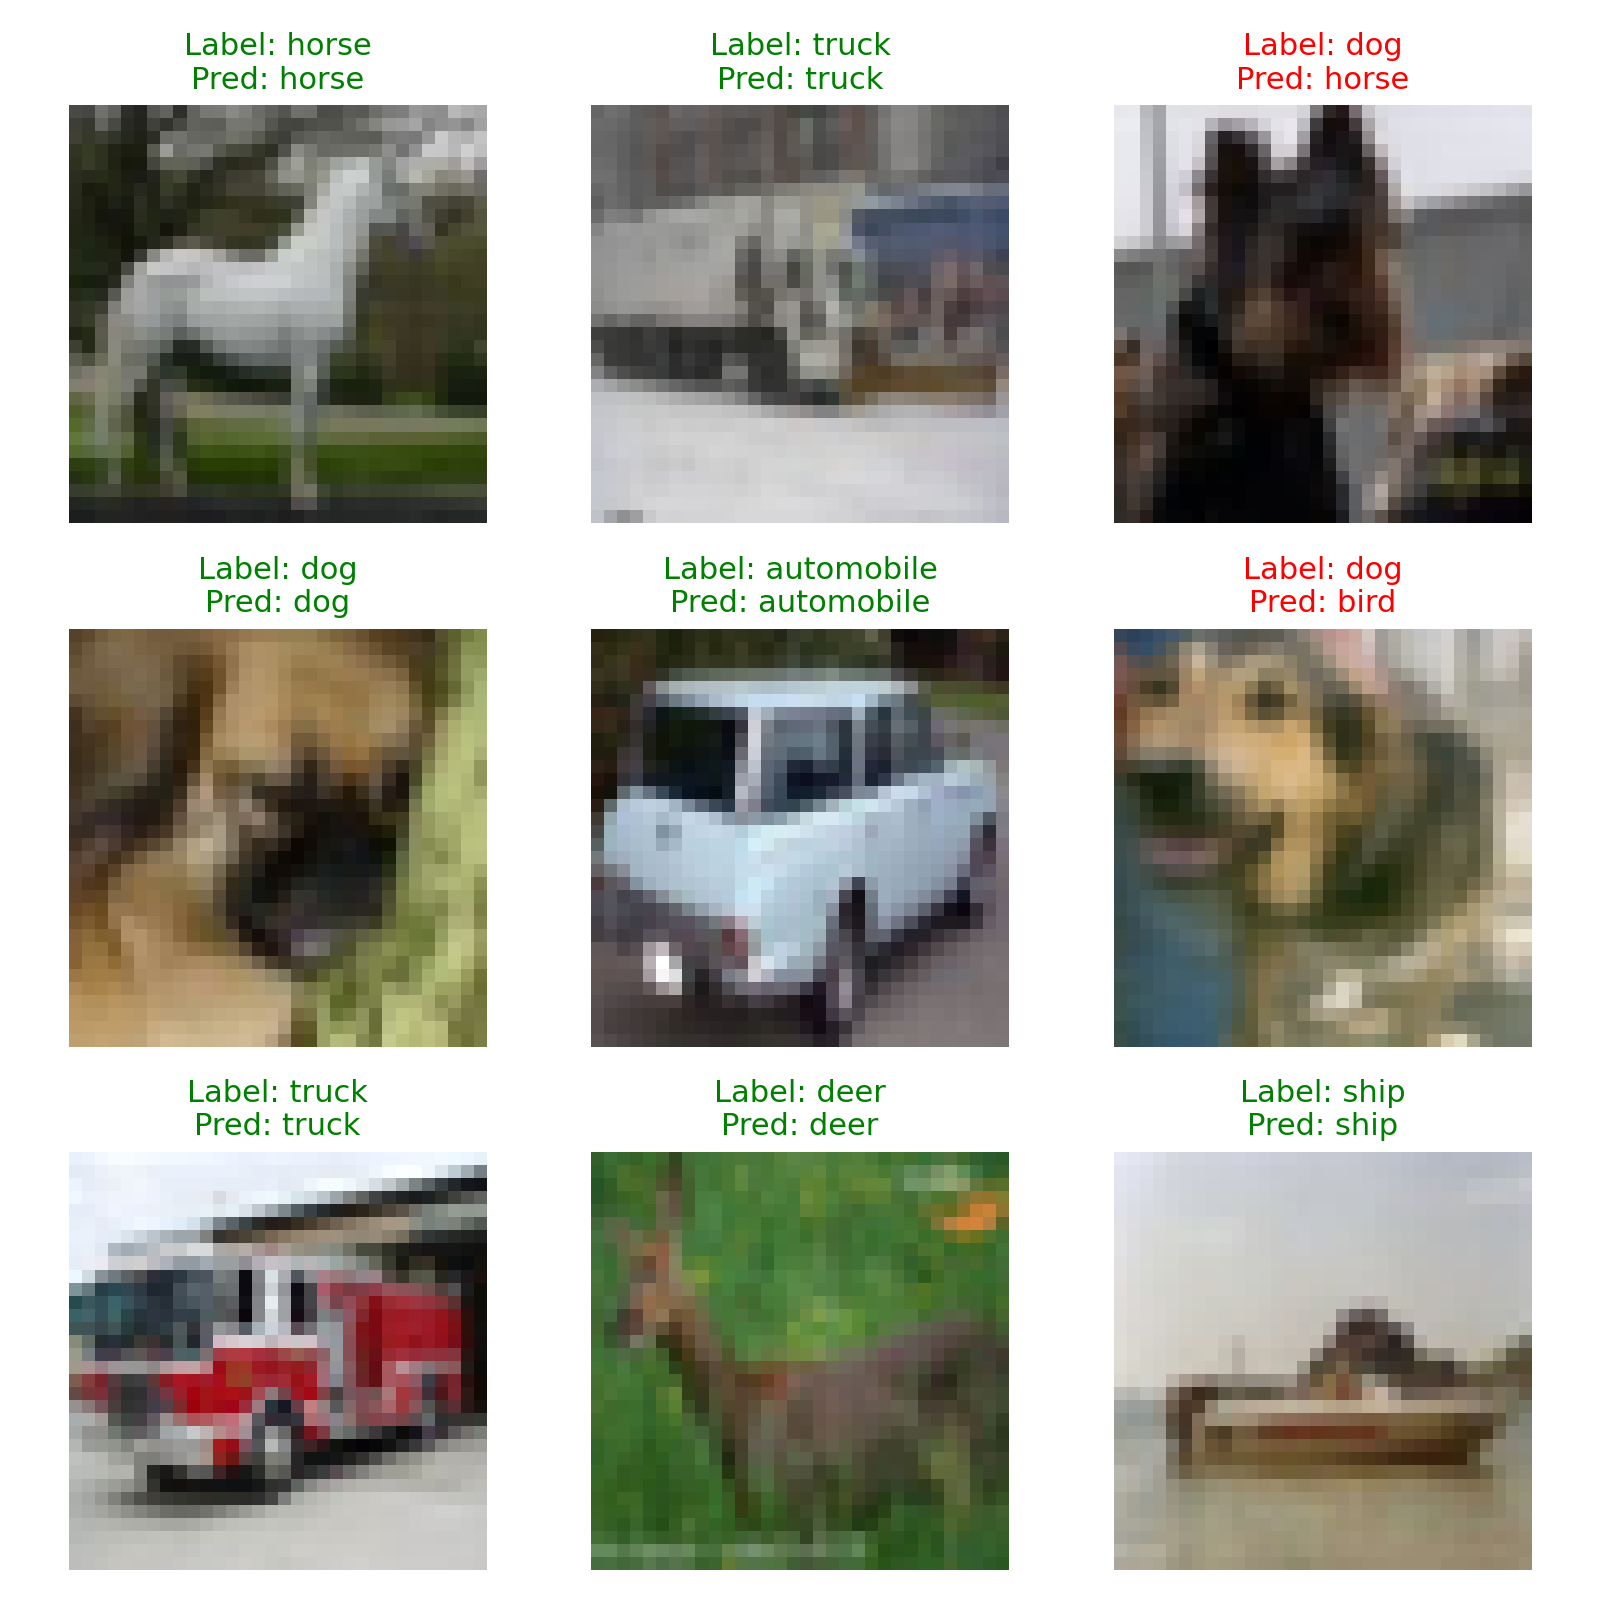 Label: horse
Pred: horse
Label: truck
Pred: truck
Label: dog
Pred: horse
Label: dog
Pred: dog
Label: automobile
Pred: automobile
Label: dog
Pred: bird
Label: truck
Pred: truck
Label: deer
Pred: deer
Label: ship
Pred: ship